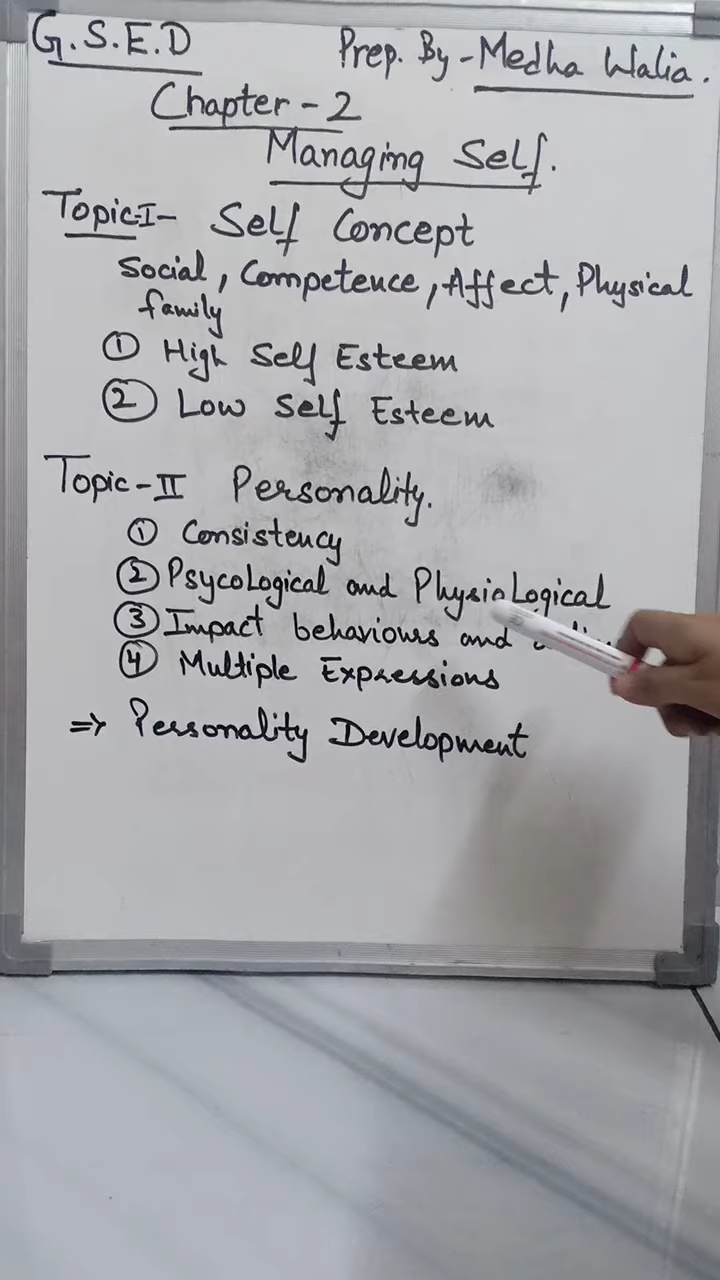 G.S.E.D
Prep. By - Medha Walia.
Chapter - 2
Managing Self.
Topic-I- Self Concept
Social, Competence, Affect, Physical
family
① High Self Esteem
② Low Self Esteem
Topic-II Personality.
① Consistency
② Psycological and Physiological
③ Impact behaviours and
④ Multiple Expressions
⇒ Personality Development